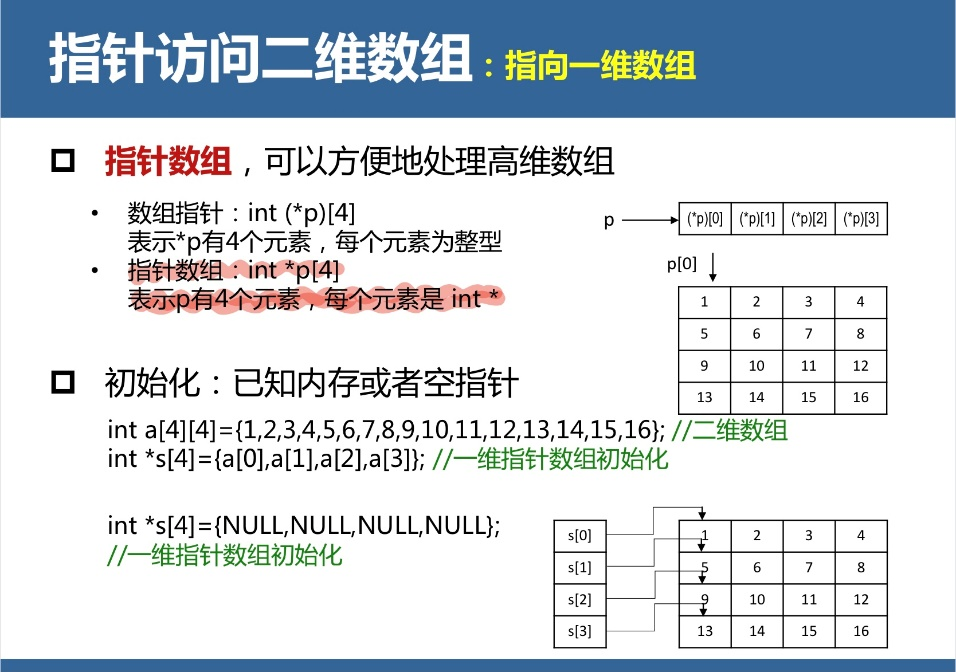 指针访问二维数组：指向一维数组
指针数组，可以方便地处理高维数组
• 数组指针：int (*p)[4]
表示*p有4个元素，每个元素为整型
• 指针数组：int *p[4]
表示p有4个元素，每个元素是 int *
p
(*p)[0] (*p)[1] (*p)[2] (*p)[3]
p[0]
1 2 3 4
5 6 7 8
9 10 11 12
13 14 15 16
初始化：已知内存或者空指针
int a[4][4]={1,2,3,4,5,6,7,8,9,10,11,12,13,14,15,16}; //二维数组
int *s[4]={a[0],a[1],a[2],a[3]}; //一维指针数组初始化
int *s[4]={NULL,NULL,NULL,NULL};
//一维指针数组初始化
s[0] 1 2 3 4
s[1] 5 6 7 8
s[2] 9 10 11 12
s[3] 13 14 15 16